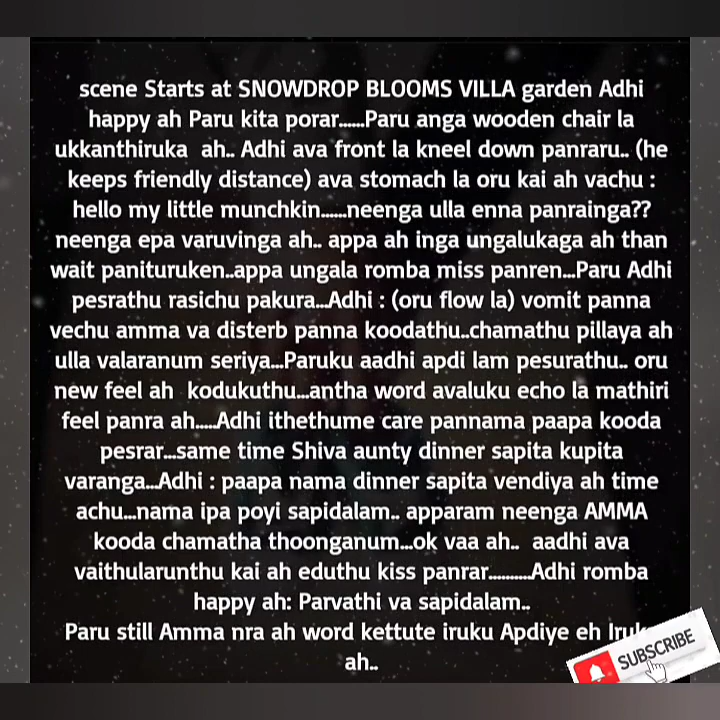 scene Starts at SNOWDROP BLOOMS VILLA garden Adhi
happy ah Paru kita porar......Paru anga wooden chair la
ukkanthiruka ah.. Adhi ava front la kneel down panraru.. (he
keeps friendly distance) ava stomach la oru kai ah vachu :
hello my little munchkin......neenga ulla enna panrainga??
neenga epa varuvinga ah.. appa ah inga ungalukaga ah than
wait panituruken..appa ungala romba miss panren...Paru Adhi
pesrathu rasichu pakura...Adhi : (oru flow la) vomit panna
vechu amma va disterb panna koodathu..chamathu pillaya ah
ulla valaranum seriya...Paruku aadhi apdi lam pesurathu.. oru
new feel ah kodukuthu...antha word avaluku echo la mathiri
feel panra ah.....Adhi ithethume care pannama paapa kooda
pesrar...same time Shiva aunty dinner sapita kupita
varanga...Adhi : paapa nama dinner sapita vendiya ah time
achu...nama ipa poyi sapidalam.. apparam neenga AMMA
kooda chamatha thoonganum...ok vaa ah.. aadhi ava
vaithularunthu kai ah eduthu kiss panrar..........Adhi romba
happy ah: Parvathi va sapidalam..
Paru still Amma nra ah word kettute iruku Apdiye eh
ah..
SUBSCRIBE